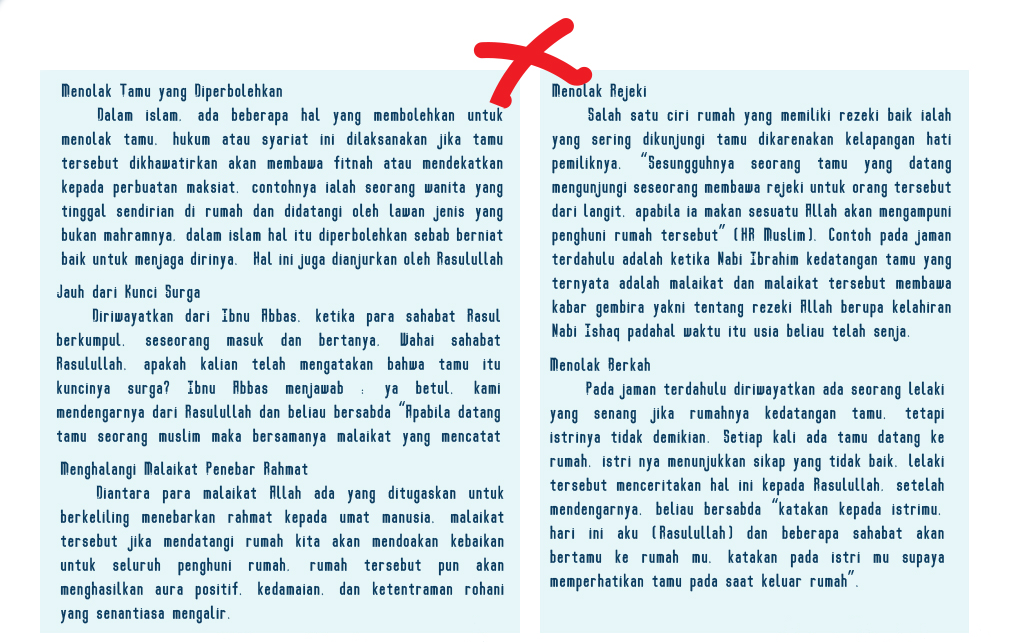 Menolak Tamu yang Diperbolehkan
Dalam islam, ada beberapa hal yang membolehkan untuk
menolak tamu, hukum atau syariat ini dilaksanakan jika tamu
tersebut dikhawatirkan akan membawa fitnah atau mendekatkan
kepada perbuatan maksiat, contohnya ialah seorang wanita yang
tinggal sendirian di rumah dan didatangi oleh lawan jenis yang
bukan mahramnya, dalam islam hal itu diperbolehkan sebab berniat
baik untuk menjaga dirinya. Hal ini juga dianjurkan oleh Rasulullah
Jauh dari Kunci Surga
Diriwayatkan dari Ibnu Abbas, ketika para sahabat Rasul
berkumpul, seseorang masuk dan bertanya, Wahai sahabat
Rasulullah, apakah kalian telah mengatakan bahwa tamu itu
kuncinya surga? Ibnu Abbas menjawab : ya betul, kami
mendengarnya dari Rasulullah dan beliau bersabda "Apabila datang
tamu seorang muslim maka bersamanya malaikat yang mencatat
Menghalangi Malaikat Penebar Rahmat
Diantara para malaikat Allah ada yang ditugaskan untuk
berkeliling menebarkan rahmat kepada umat manusia, malaikat
tersebut jika mendatangi rumah kita akan mendoakan kebaikan
untuk seluruh penghuni rumah, rumah tersebut pun akan
menghasilkan aura positif, kedamaian, dan ketentraman rohani
yang senantiasa mengalir.
Menolak Rejeki
Salah satu ciri rumah yang memiliki rezeki baik ialah
yang sering dikunjungi tamu dikarenakan kelapangan hati
pemiliknya. "Sesungguhnya seorang tamu yang datang
mengunjungi seseorang membawa rejeki untuk orang tersebut
dari langit, apabila ia makan sesuatu Allah akan mengampuni
penghuni rumah tersebut" (HR Muslim). Contoh pada jaman
terdahulu adalah ketika Nabi Ibrahim kedatangan tamu yang
ternyata adalah malaikat dan malaikat tersebut membawa
kabar gembira yakni tentang rezeki Allah berupa kelahiran
Nabi Ishaq padahal waktu itu usia beliau telah senja.
Menolak Berkah
Pada jaman terdahulu diriwayatkan ada seorang lelaki
yang senang jika rumahnya kedatangan tamu, tetapi
istrinya tidak demikian. Setiap kali ada tamu datang ke
rumah, istri nya menunjukkan sikap yang tidak baik, lelaki
tersebut menceritakan hal ini kepada Rasulullah, setelah
mendengarnya, beliau bersabda "katakan kepada istrimu,
hari ini aku (Rasulullah) dan beberapa sahabat akan
bertamu ke rumah mu, katakan pada istri mu supaya
memperhatikan tamu pada saat keluar rumah".